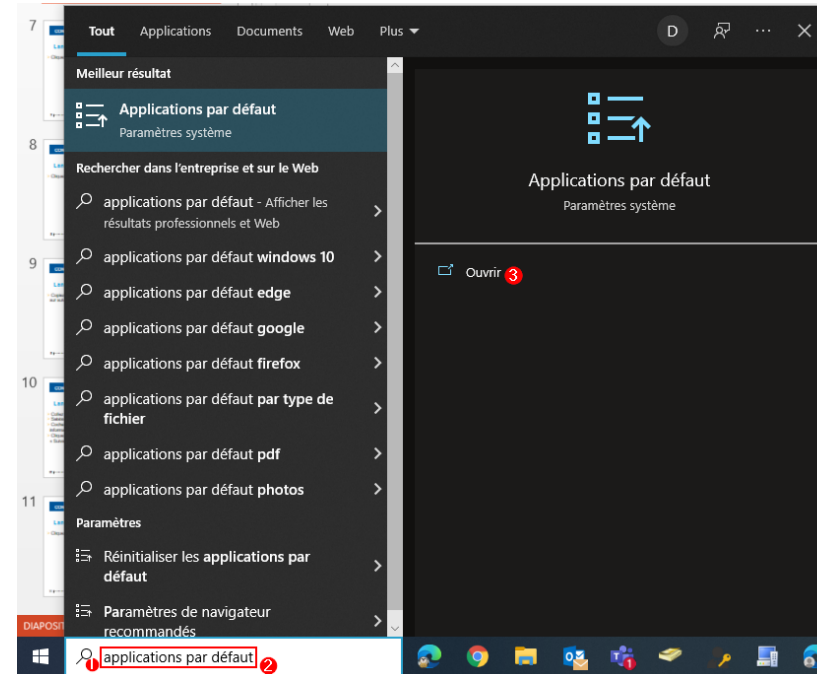 7
Tout Applications Documents Web Plus
D
Meilleur résultat
Applications par défaut
Paramètres système
Rechercher dans l'entreprise et sur le Web
applications par défaut - Afficher les
résultats professionnels et Web
applications par défaut windows 10
applications par défaut edge
applications par défaut google
applications par défaut firefox
applications par défaut par type de
fichier
applications par défaut pdf
applications par défaut photos
Paramètres
Réinitialiser les applications par
défaut
Paramètres de navigateur
recommandés
Applications par défaut
Paramètres système
Ouvrir 3
8
9
10
11
DIAPOSIT
1 applications par défaut 2